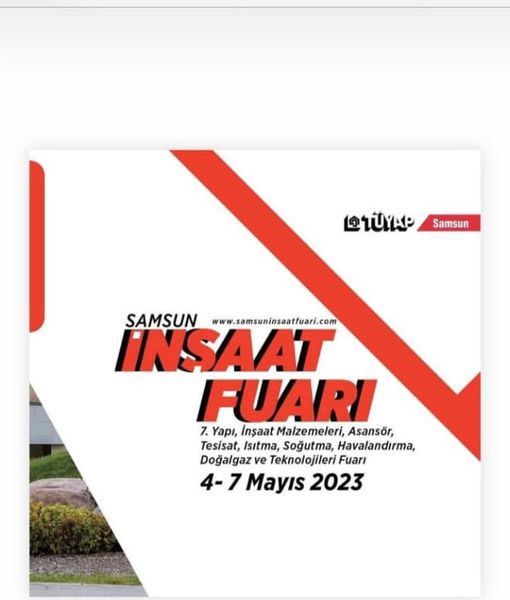 TÜYAP Samsun
SAMSUN www.samsuninsaatfuari.com
İNŞAAT
FUARI
7. Yapı, İnşaat Malzemeleri, Asansör,
Tesisat, Isıtma, Soğutma, Havalandırma,
Doğalgaz ve Teknolojileri Fuarı
4- 7 Mayıs 2023